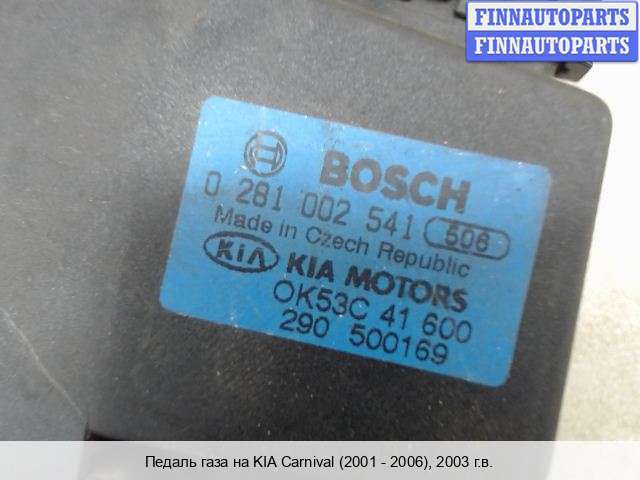 FINNAUTOPARTS
FINNAUTOPARTS
BOSCH
0 281 002 541 508
Made in Czech Republic
KIA KIA MOTORS
OK53C 41 600
290 500169
Педаль газа на KIA Carnival (2001 - 2006), 2003 г.в.